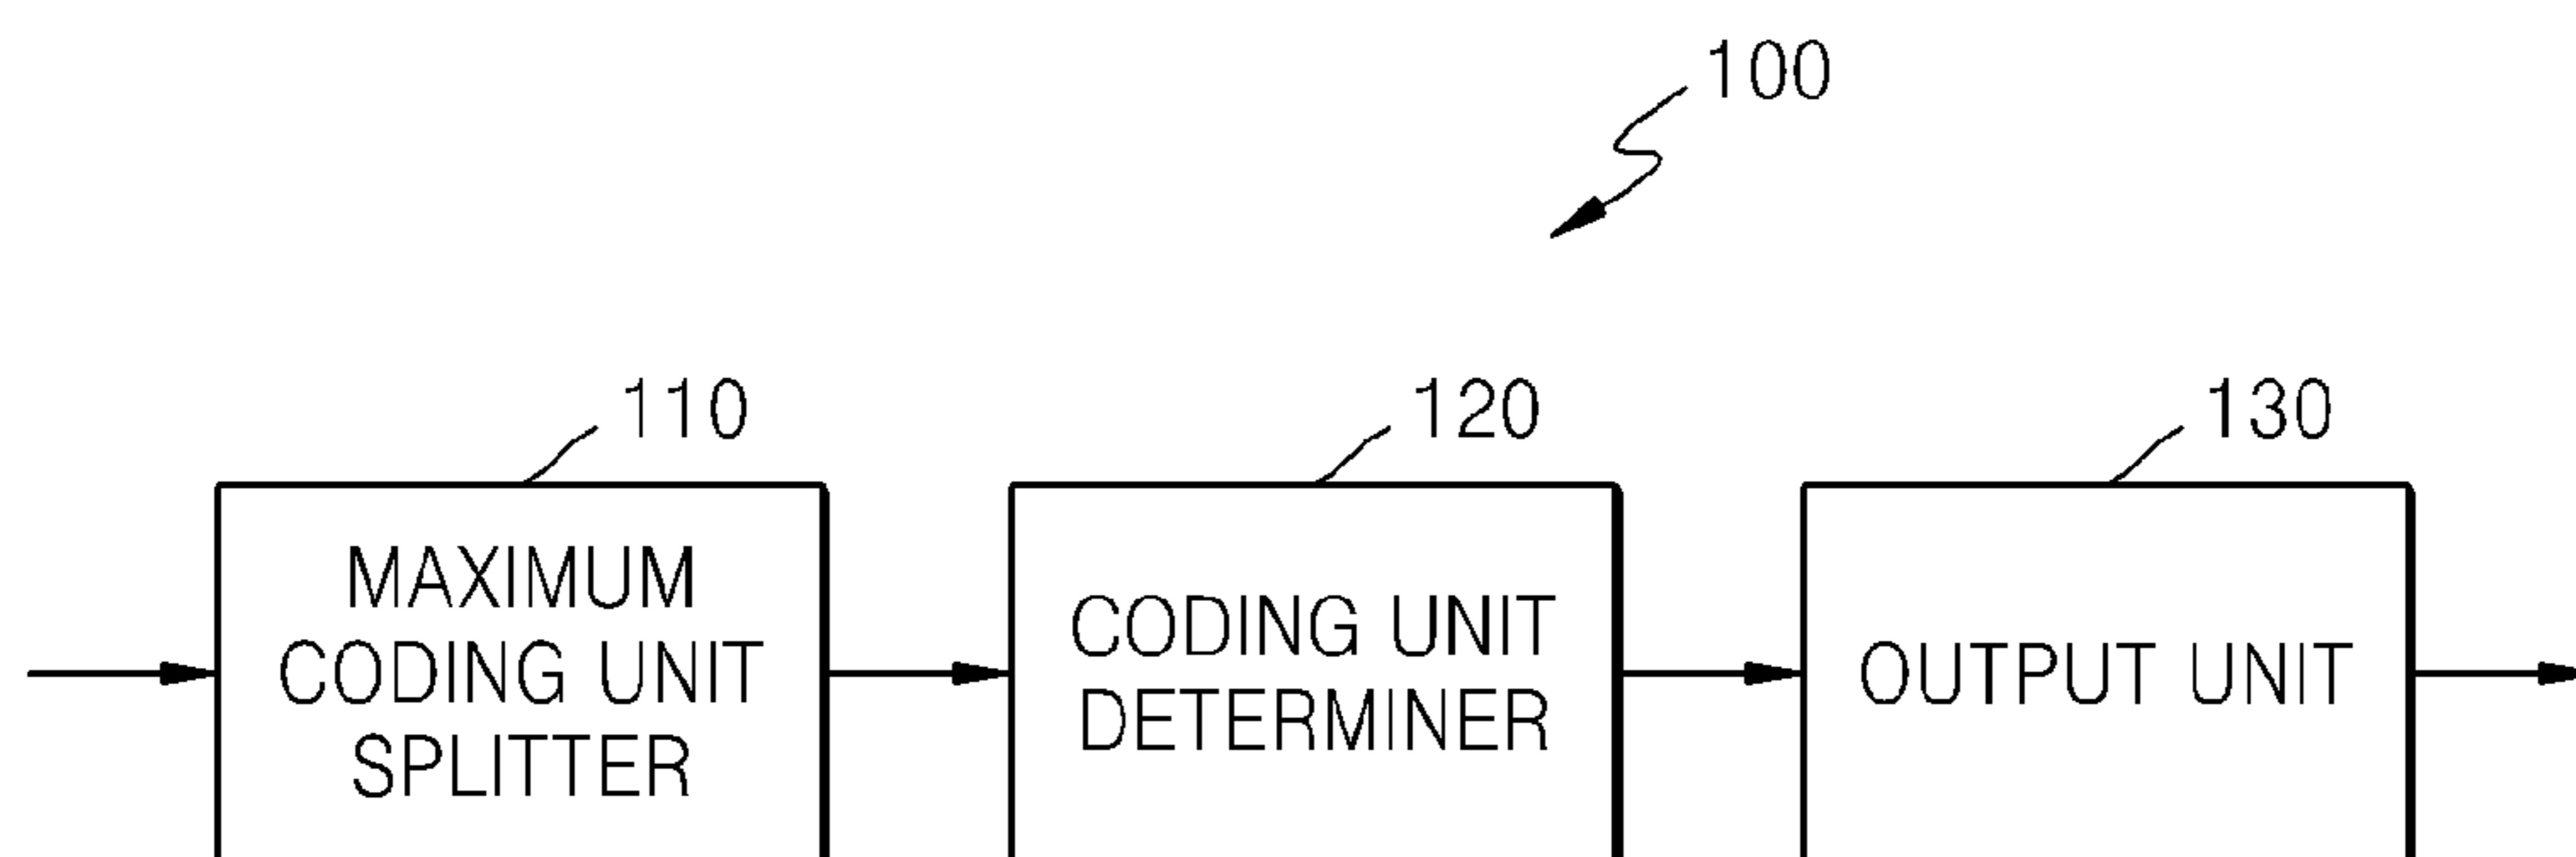 100
110
120
130
MAXIMUM
CODING UNIT
SPLITTER
CODING UNIT
DETERMINER
OUTPUT UNIT